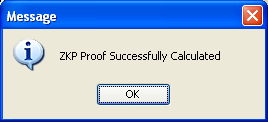 Message
ZKP Proof Successfully Calculated
OK